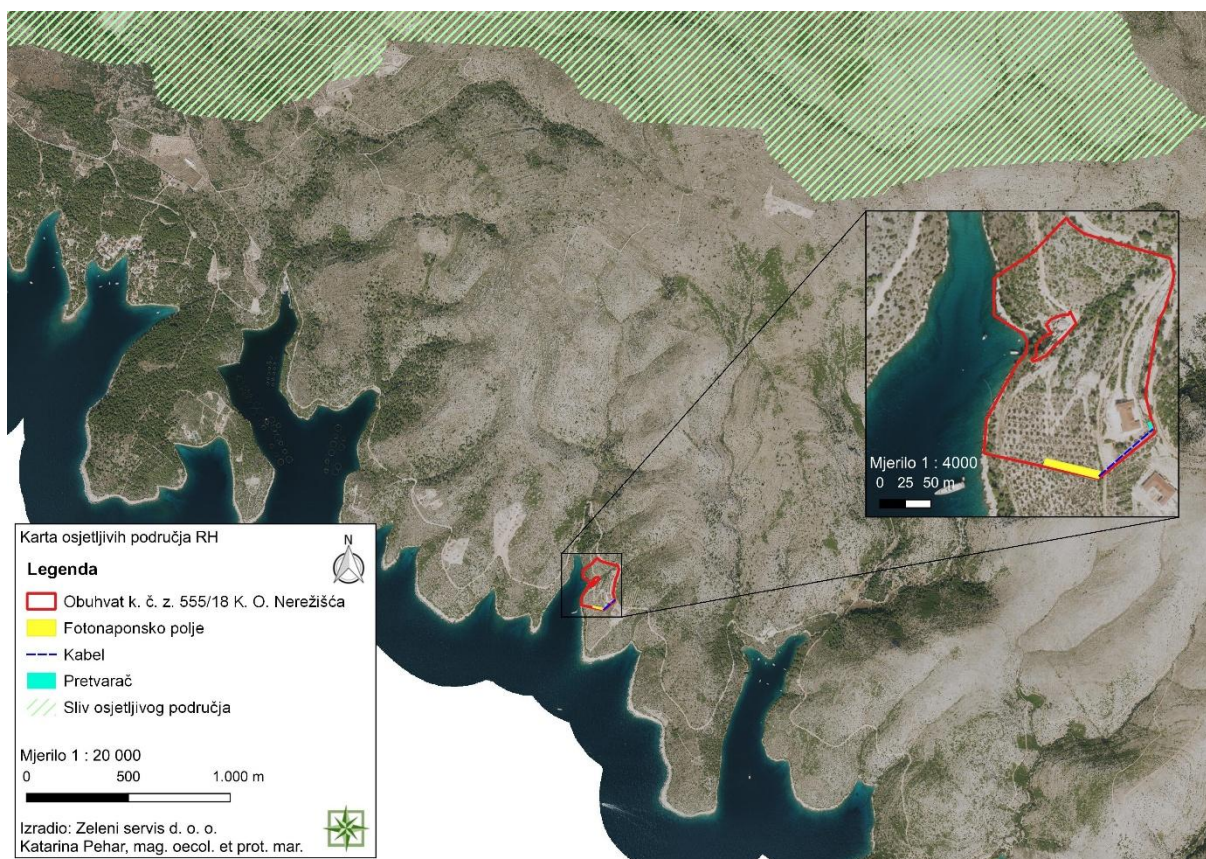 Mjerilo 1 : 4000
0 25 50 m
Karta osjetljivih područja RH
N
Legenda
Obuhvat k. č. z. 555/18 K. O. Nerežišća
Fotonaponsko polje
Kabel
Pretvarač
Sliv osjetljivog područja
Mjerilo 1 : 20 000
0 500 1.000 m
Izradio: Zeleni servis d. o. o.
Katarina Pehar, mag. oecol. et prot. mar.